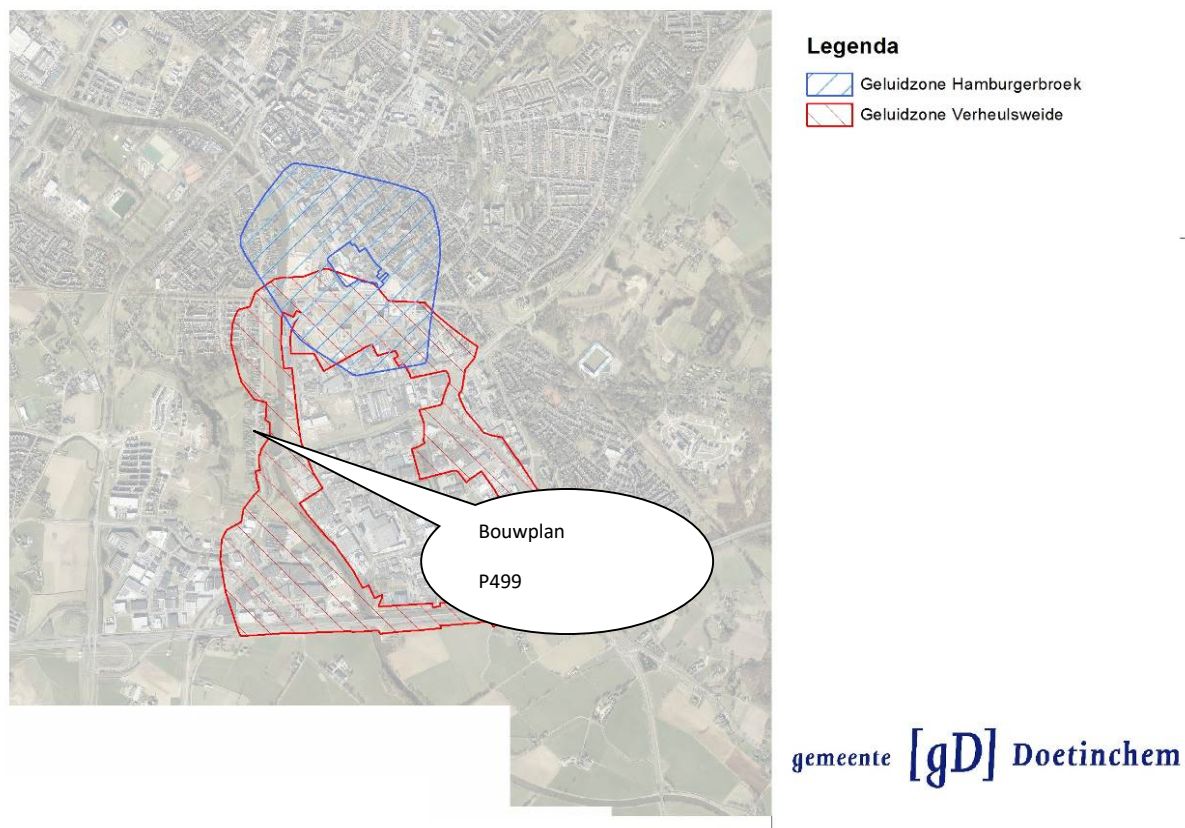 Legenda
Geluidzone Hamburgerbroek
Geluidzone Verheulsweide
Bouwplan
P499
gemeente [gD] Doetinchem